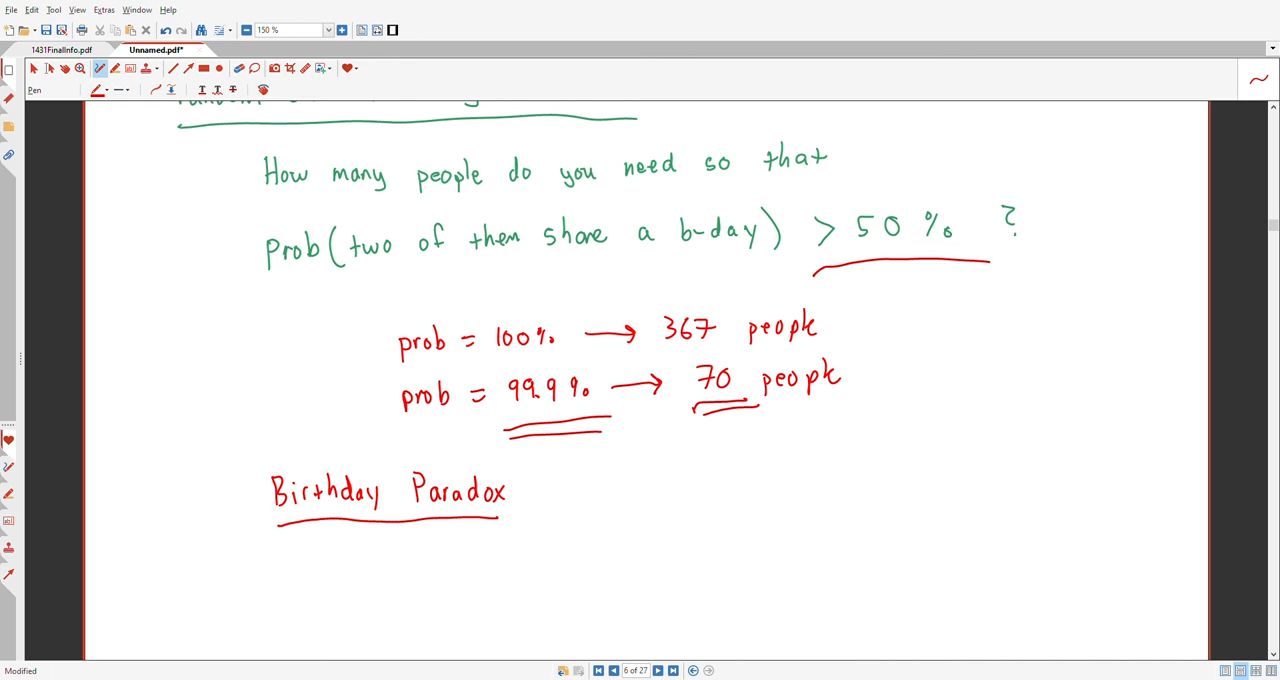 File Edit Tool View Extras Window Help
150 %
1431FinalInfo.pdf Unnamed.pdf*
Pen
How many people do you need so that
prob(two of them share a b-day) > 50 % ?
prob = 100% → 367 people
prob = 99.9% → 70 people
Birthday Paradox
Modified 6 of 27